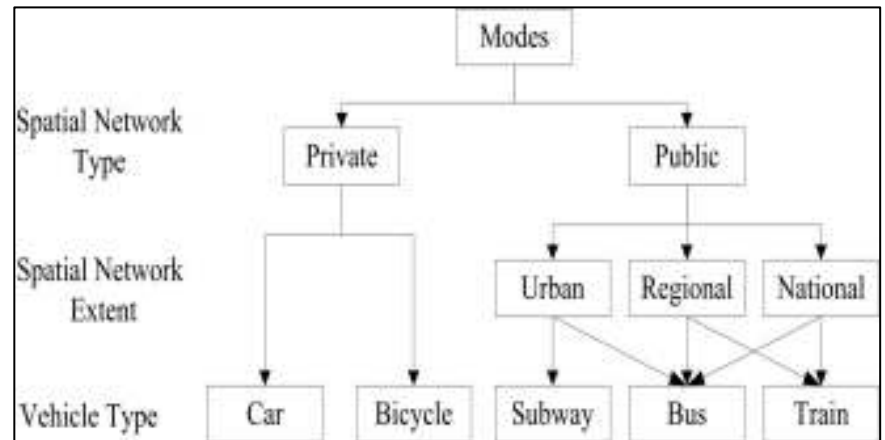 Modes
Spatial Network
Type
Private
Public
Spatial Network
Extent
Urban
Regional
National
Vehicle Type
Car
Bicycle
Subway
Bus
Train